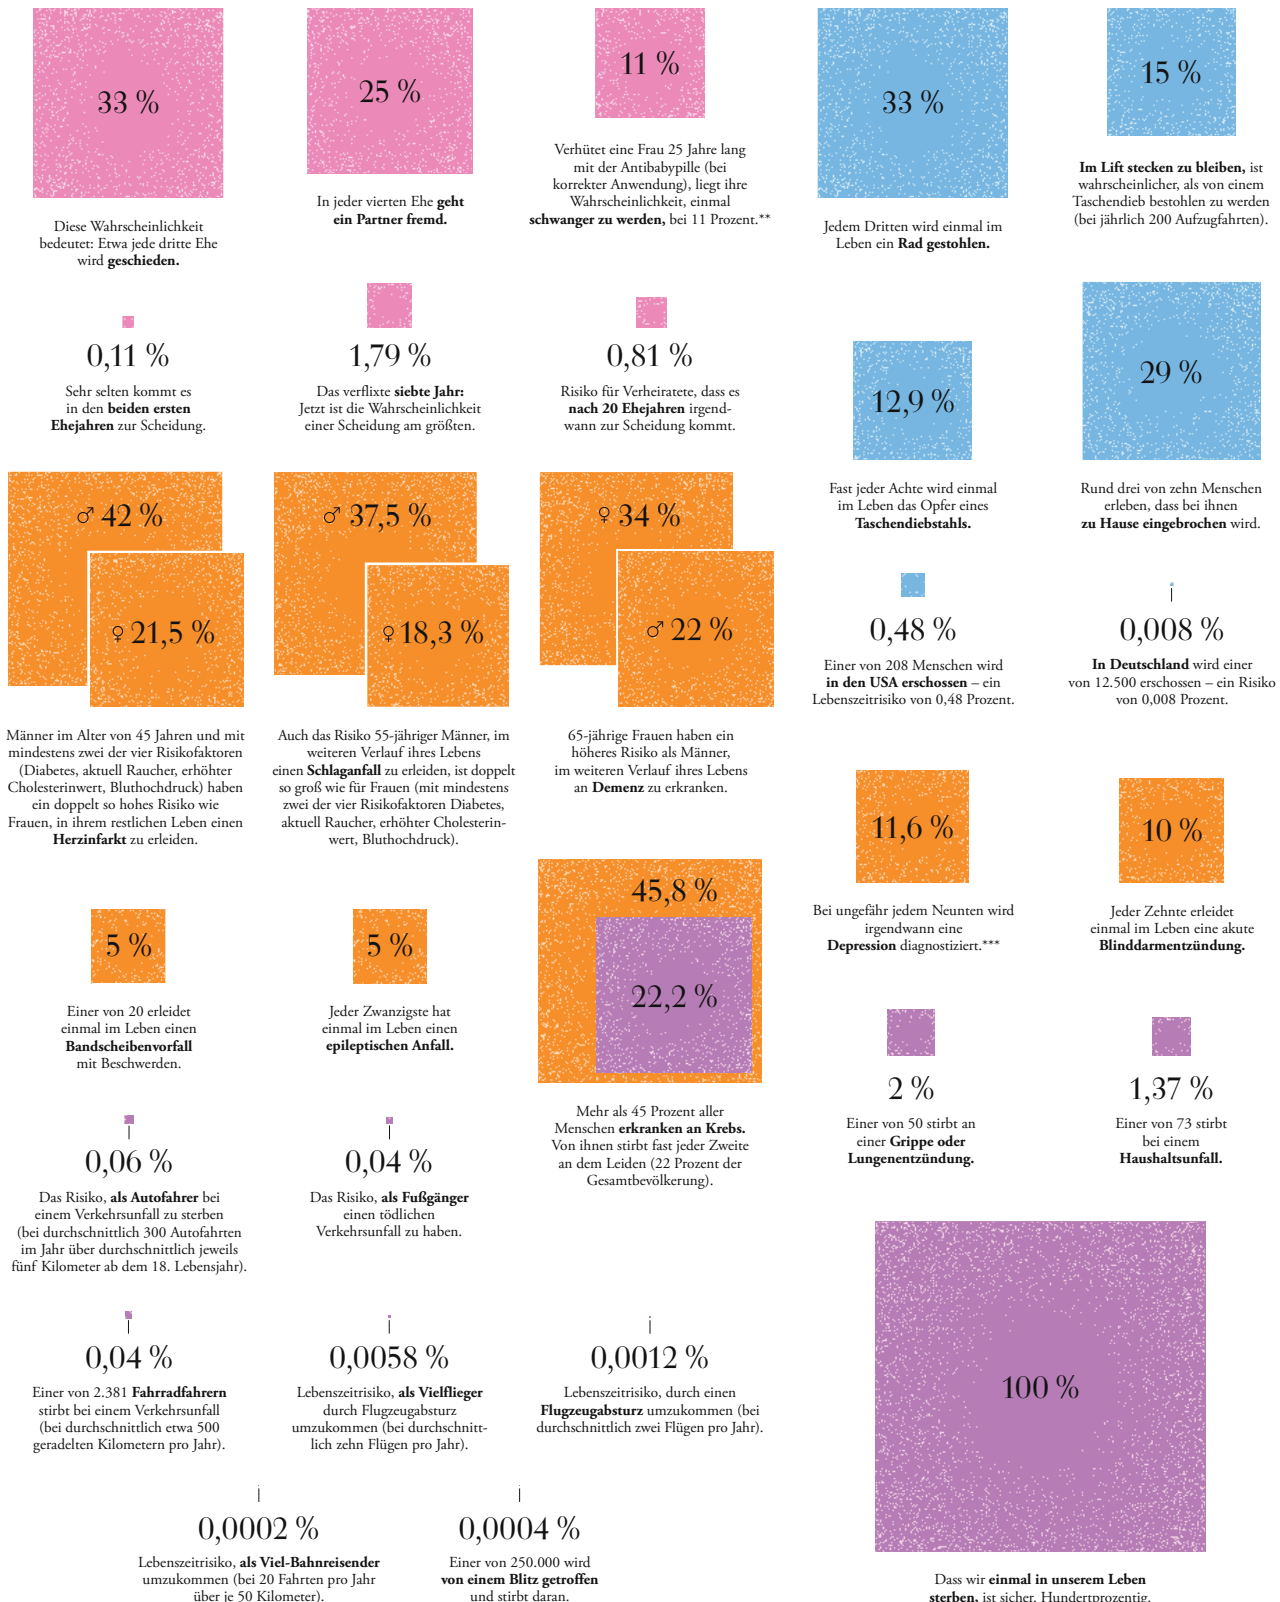 33 %
Diese Wahrscheinlichkeit
bedeutet: Etwa jede dritte Ehe
wird geschieden.
25 %
In jeder vierten Ehe geht
ein Partner fremd.
11 %
Verhütet eine Frau 25 Jahre lang
mit der Antibabypille (bei
korrekter Anwendung), liegt ihre
Wahrscheinlichkeit, einmal
schwanger zu werden, bei 11 Prozent.**
33 %
Jedem Dritten wird einmal im
Leben ein Rad gestohlen.
15 %
Im Lift stecken zu bleiben, ist
wahrscheinlicher, als von einem
Taschendieb bestohlen zu werden
(bei jährlich 200 Aufzugfahrten).
0,11 %
Sehr selten kommt es
in den beiden ersten
Ehejahren zur Scheidung.
1,79 %
Das verflixte siebte Jahr:
Jetzt ist die Wahrscheinlichkeit
einer Scheidung am größten.
0,81 %
Risiko für Verheiratete, dass es
nach 20 Ehejahren irgend-
wann zur Scheidung kommt.
12,9 %
Fast jeder Achte wird einmal
im Leben das Opfer eines
Taschendiebstahls.
29 %
Rund drei von zehn Menschen
erleben, dass bei ihnen
zu Hause eingebrochen wird.
♂ 42 %
♀ 21,5 %
Männer im Alter von 45 Jahren und mit
mindestens zwei der vier Risikofaktoren
(Diabetes, aktuell Raucher, erhöhter
Cholesterinwert, Bluthochdruck) haben
ein doppelt so hohes Risiko wie
Frauen, in ihrem restlichen Leben einen
Herzinfarkt zu erleiden.
♂ 37,5 %
♀ 18,3 %
Auch das Risiko 55-jähriger Männer, im
weiteren Verlauf ihres Lebens
einen Schlaganfall zu erleiden, ist doppelt
so groß wie für Frauen (mit mindestens
zwei der vier Risikofaktoren Diabetes,
aktuell Raucher, erhöhter Cholesterin-
wert, Bluthochdruck).
♀ 34 %
♂ 22 %
65-jährige Frauen haben ein
höheres Risiko als Männer,
im weiteren Verlauf ihres Lebens
an Demenz zu erkranken.
0,48 %
Einer von 208 Menschen wird
in den USA erschossen – ein
Lebenszeitrisiko von 0,48 Prozent.
0,008 %
In Deutschland wird einer
von 12.500 erschossen – ein Risiko
von 0,008 Prozent.
11,6 %
Bei ungefähr jedem Neunten wird
irgendwann eine
Depression diagnostiziert.***
10 %
Jeder Zehnte erleidet
einmal im Leben eine akute
Blinddarmentzündung.
5 %
Einer von 20 erleidet
einmal im Leben einen
Bandscheibenvorfall
mit Beschwerden.
5 %
Jeder Zwanzigste hat
einmal im Leben einen
epileptischen Anfall.
45,8 %
22,2 %
Mehr als 45 Prozent aller
Menschen erkranken an Krebs.
Von ihnen stirbt fast jeder Zweite
an dem Leiden (22 Prozent der
Gesamtbevölkerung).
2 %
Einer von 50 stirbt an
einer Grippe oder
Lungenentzündung.
1,37 %
Einer von 73 stirbt
bei einem
Haushaltsunfall.
0,06 %
Das Risiko, als Autofahrer bei
einem Verkehrsunfall zu sterben
(bei durchschnittlich 300 Autofahrten
im Jahr über durchschnittlich jeweils
fünf Kilometer ab dem 18. Lebensjahr).
0,04 %
Das Risiko, als Fußgänger
einen tödlichen
Verkehrsunfall zu haben.
0,04 %
Einer von 2.381 Fahrradfahrern
stirbt bei einem Verkehrsunfall
(bei durchschnittlich etwa 500
geradelten Kilometern pro Jahr).
0,0058 %
Lebenszeitrisiko, als Vielflieger
durch Flugzeugabsturz
umzukommen (bei durchschnitt-
lich zehn Flügen pro Jahr).
0,0012 %
Lebenszeitrisiko, durch einen
Flugzeugabsturz umzukommen (bei
durchschnittlich zwei Flügen pro Jahr).
0,0002 %
Lebenszeitrisiko, als Viel-Bahnreisender
umzukommen (bei 20 Fahrten pro Jahr
über je 50 Kilometer).
0,0004 %
Einer von 250.000 wird
von einem Blitz getroffen
und stirbt daran.
100 %
Dass wir einmal in unserem Leben
sterben, ist sicher. Hundertprozentig.